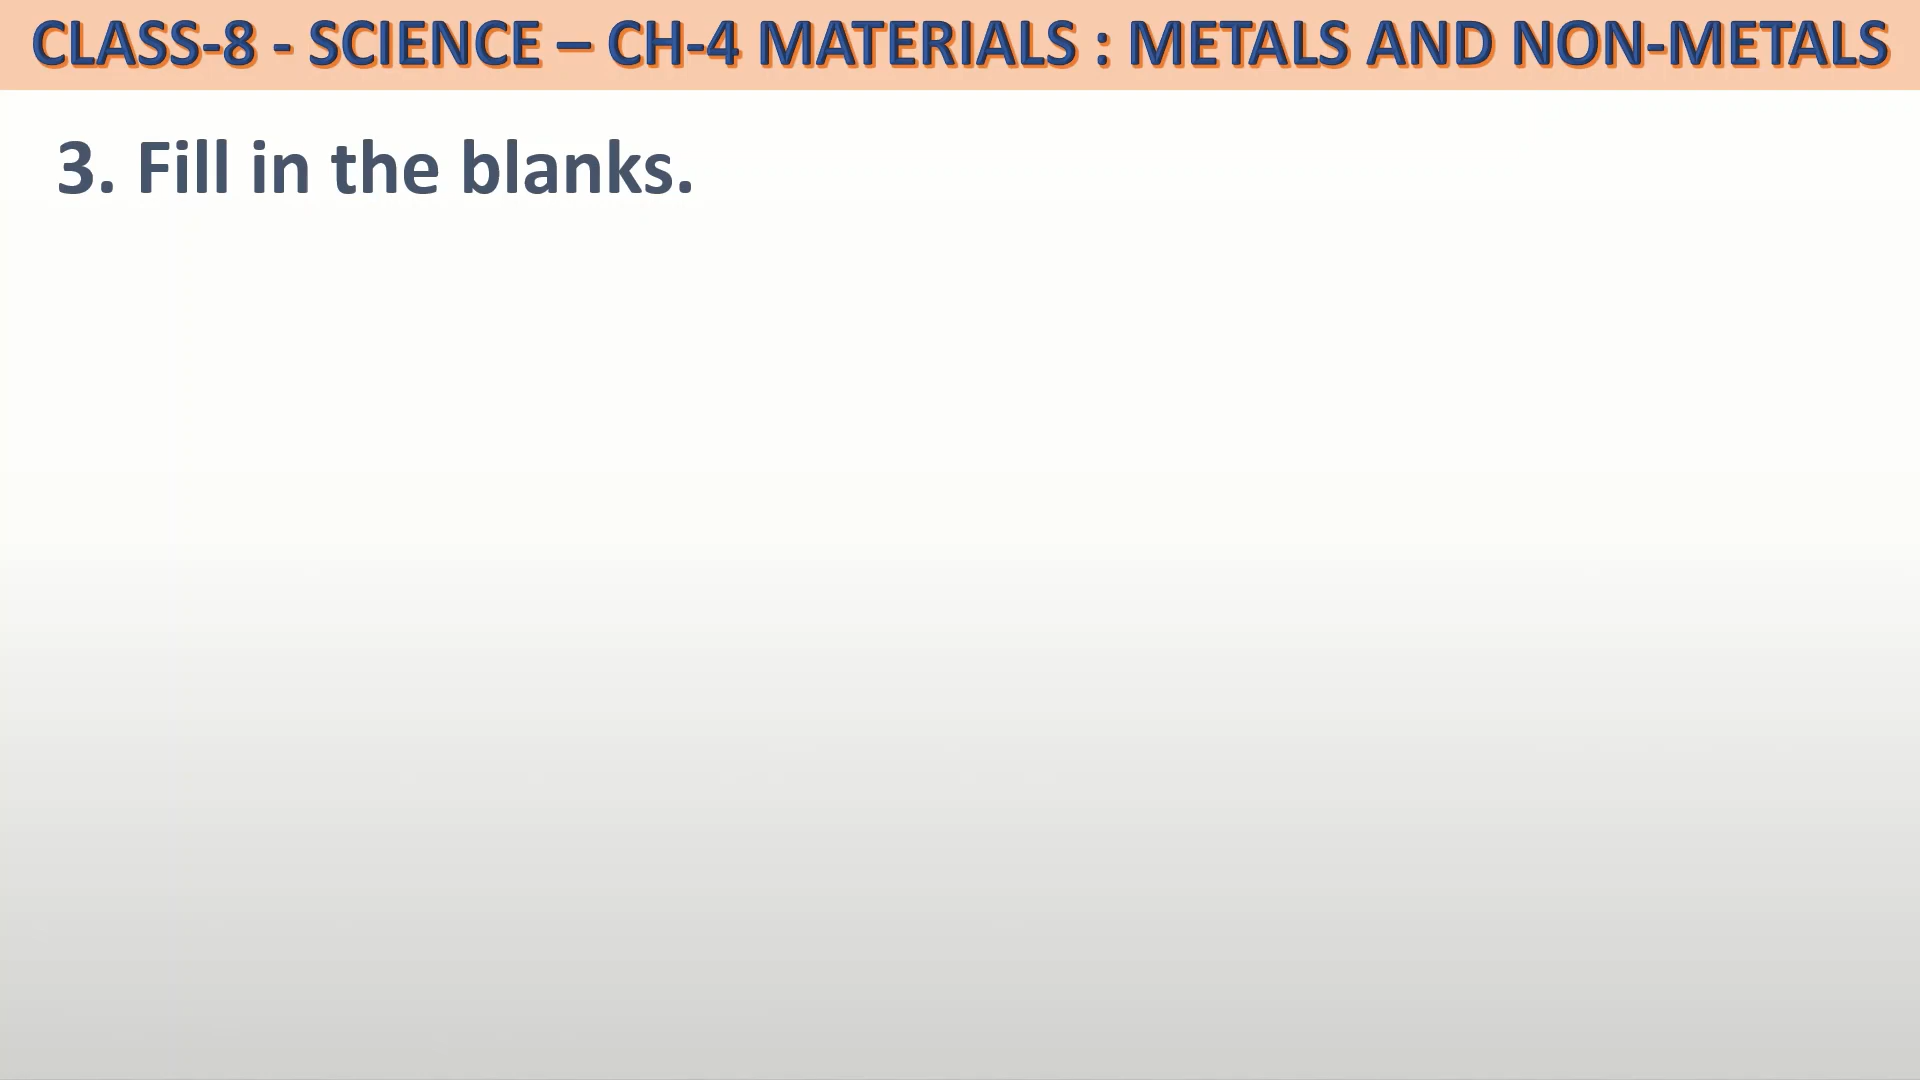 CLASS-8 - SCIENCE – CH-4 MATERIALS : METALS AND NON-METALS
3. Fill in the blanks.